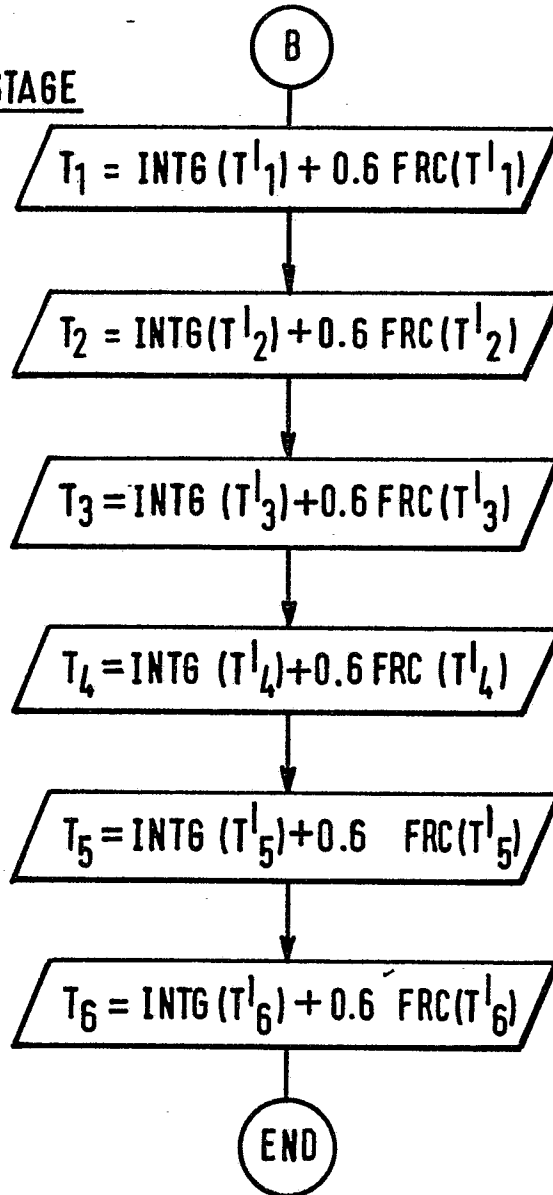 B
STAGE
T₁ = INTG (T'₁) + 0.6 FRC(T'₁)
T₂ = INTG(T'₂)+0.6 FRC(T'₂)
T₃ =INTG (T'₃)+0.6 FRC(T'₃)
T₄ =INTG (T'₄)+0.6 FRC (T'₄)
T₅ =INTG (T'₅)+0.6 FRC(T'₅)
T₆ = INTG(T'₆) + 0.6 FRC(T'₆)
END